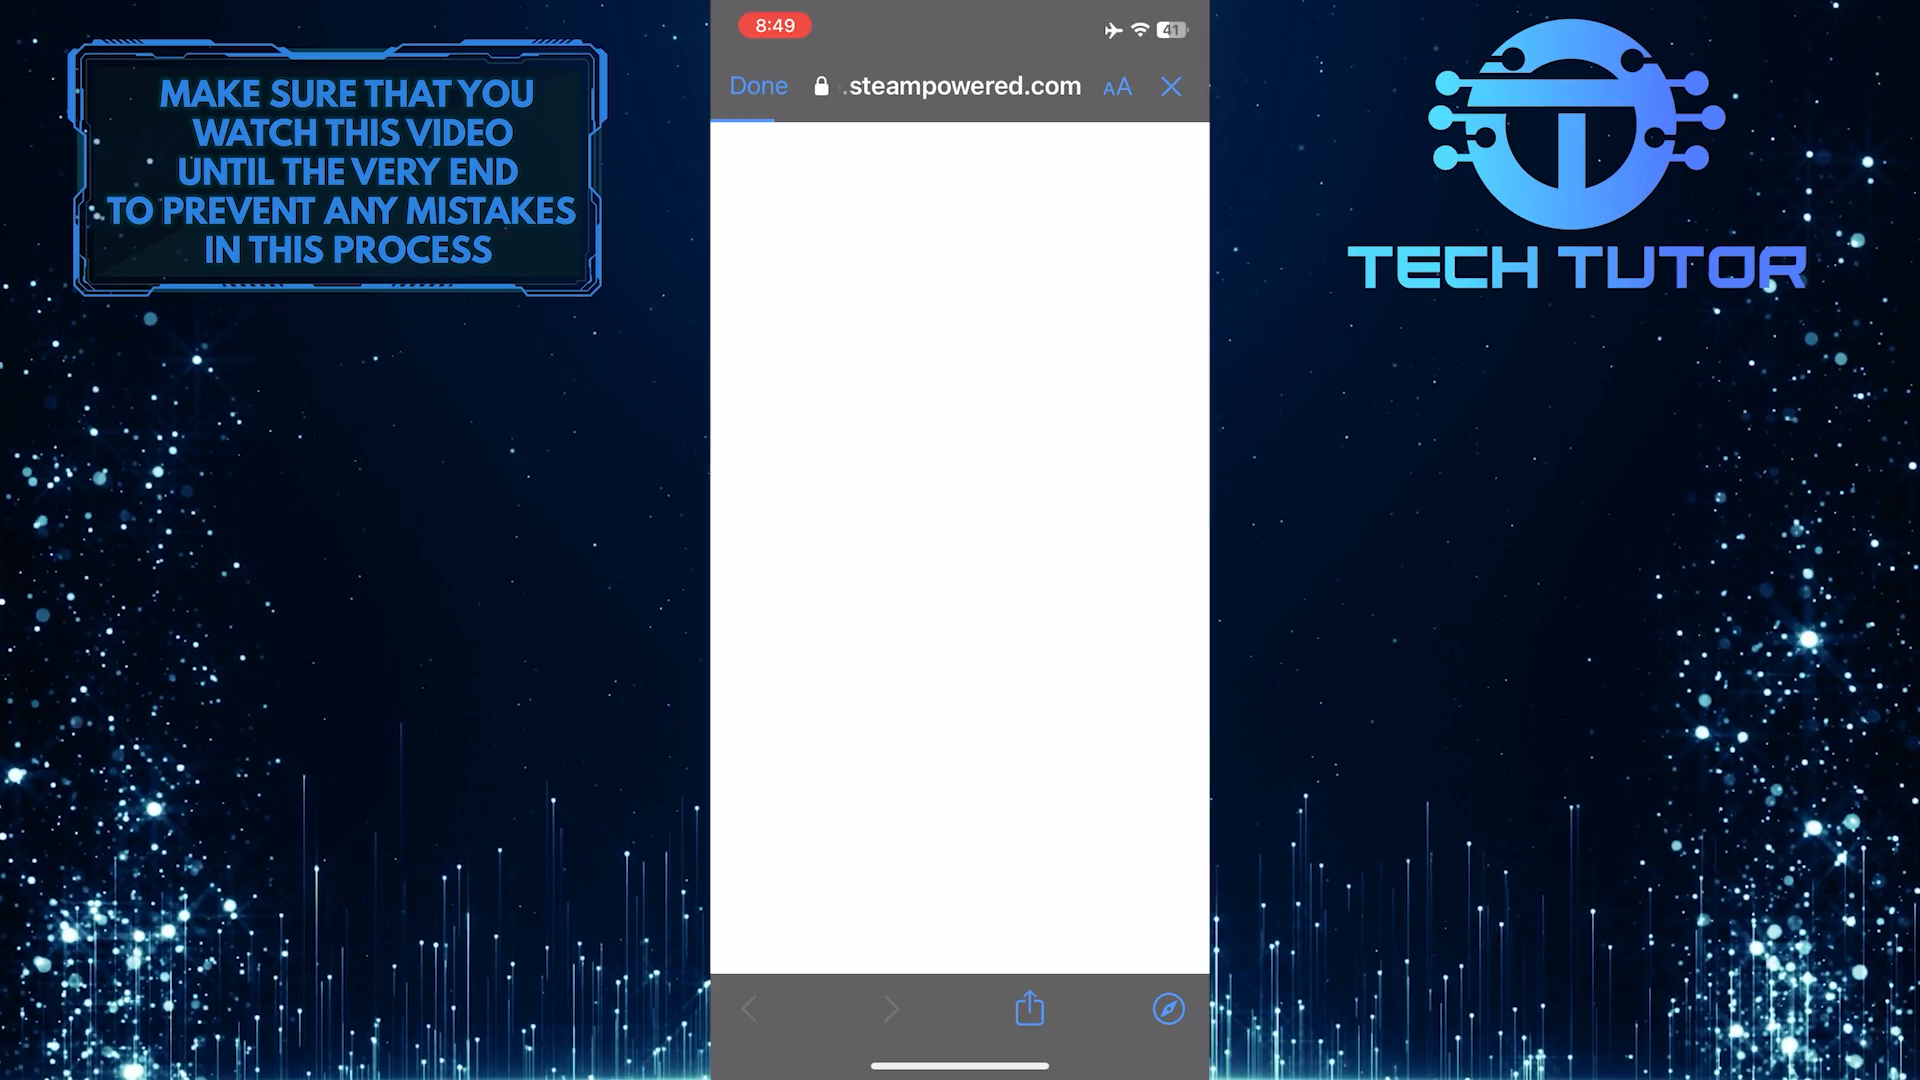 MAKE SURE THAT YOU
WATCH THIS VIDEO
UNTIL THE VERY END
TO PREVENT ANY MISTAKES
IN THIS PROCESS
8:49
41
Done
.steampowered.com
AA
TECH TUTOR